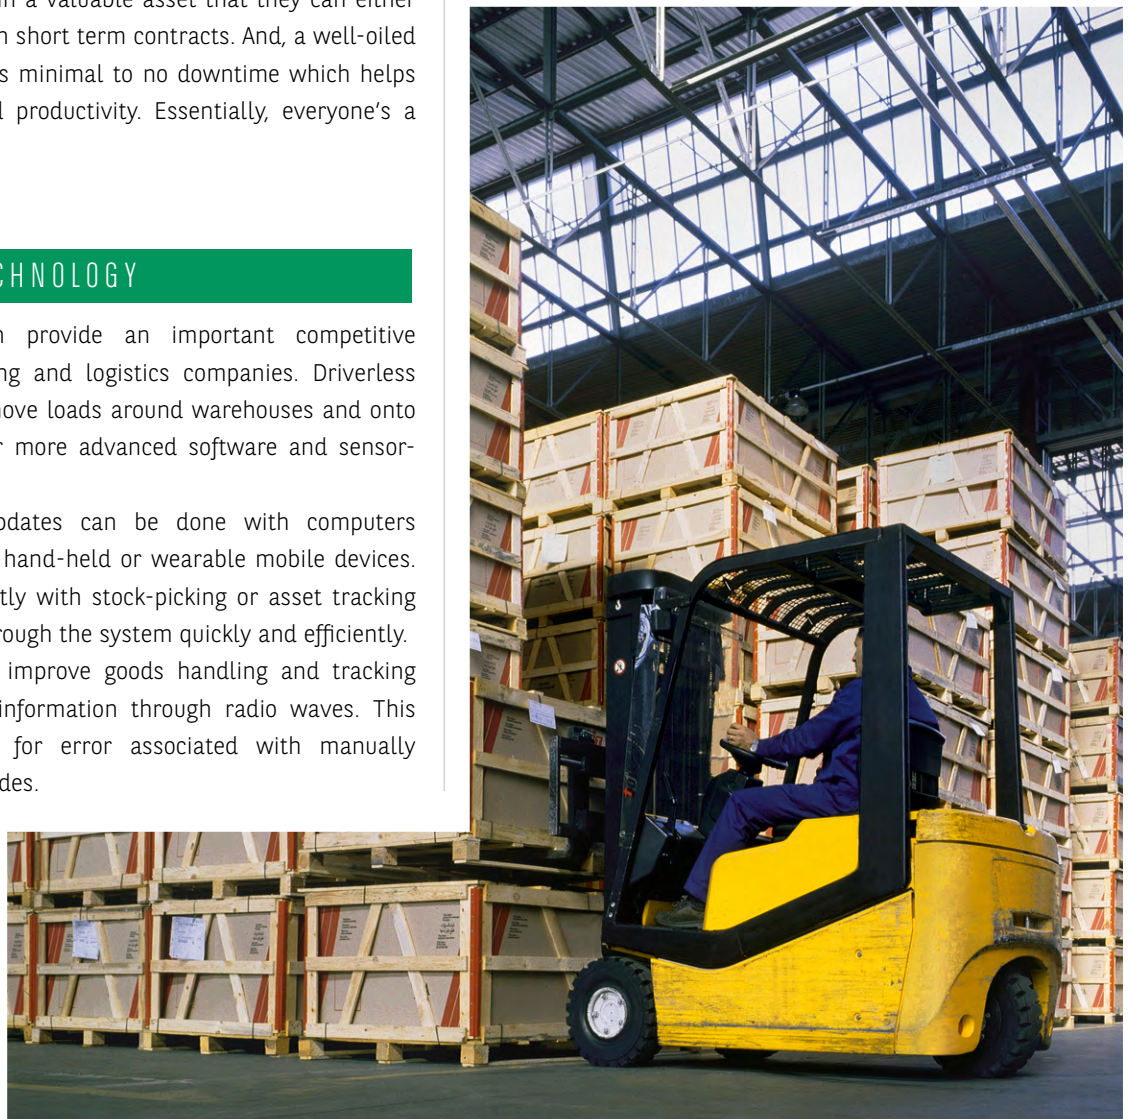 in a valuable asset that they can either
n short term contracts. And, a well-oiled
s minimal to no downtime which helps
d productivity. Essentially, everyone's a
CHNOLOGY
n provide an important competitive
ng and logistics companies. Driverless
move loads around warehouses and onto
r more advanced software and sensor-
pdates can be done with computers
hand-held or wearable mobile devices.
tly with stock-picking or asset tracking
rough the system quickly and efficiently.
improve goods handling and tracking
information through radio waves. This
for error associated with manually
des.